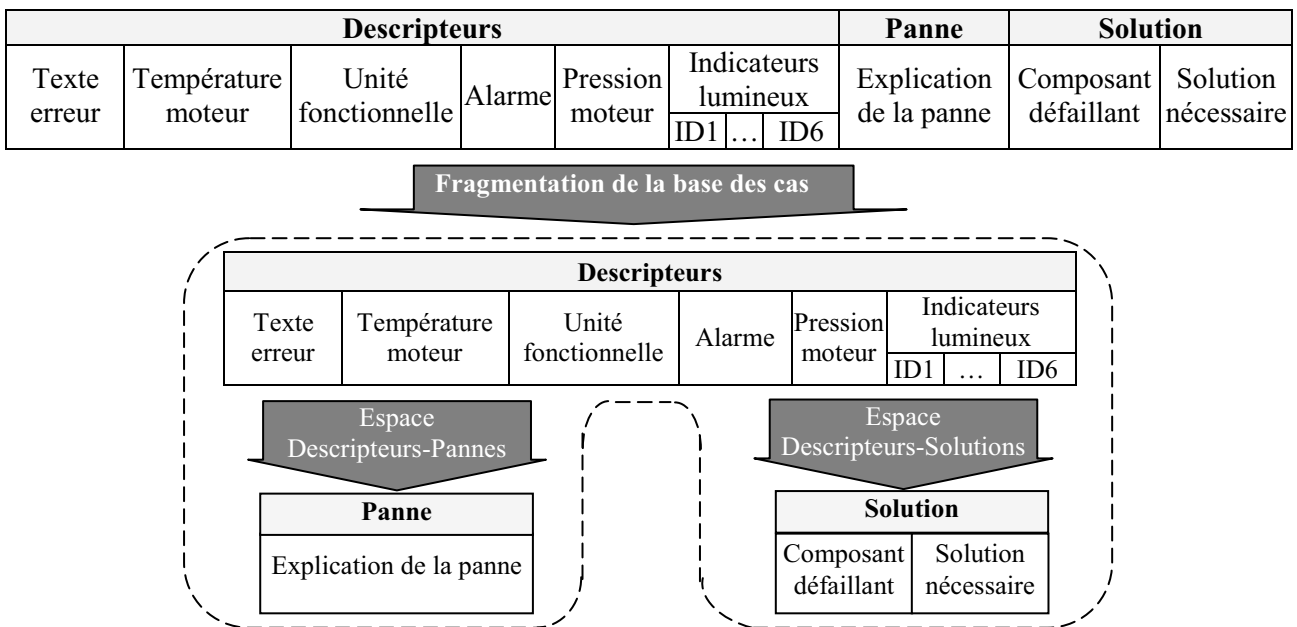 Descripteurs Panne Solution
Texte erreur Température moteur Unité fonctionnelle Alarme Pression moteur Indicateurs lumineux Explication de la panne Composant défaillant Solution nécessaire
ID1 … ID6
Fragmentation de la base des cas
Descripteurs
Texte erreur Température moteur Unité fonctionnelle Alarme Pression moteur Indicateurs lumineux
ID1 … ID6
Espace
Descripteurs-Pannes
Espace
Descripteurs-Solutions
Panne
Explication de la panne
Solution
Composant défaillant Solution nécessaire